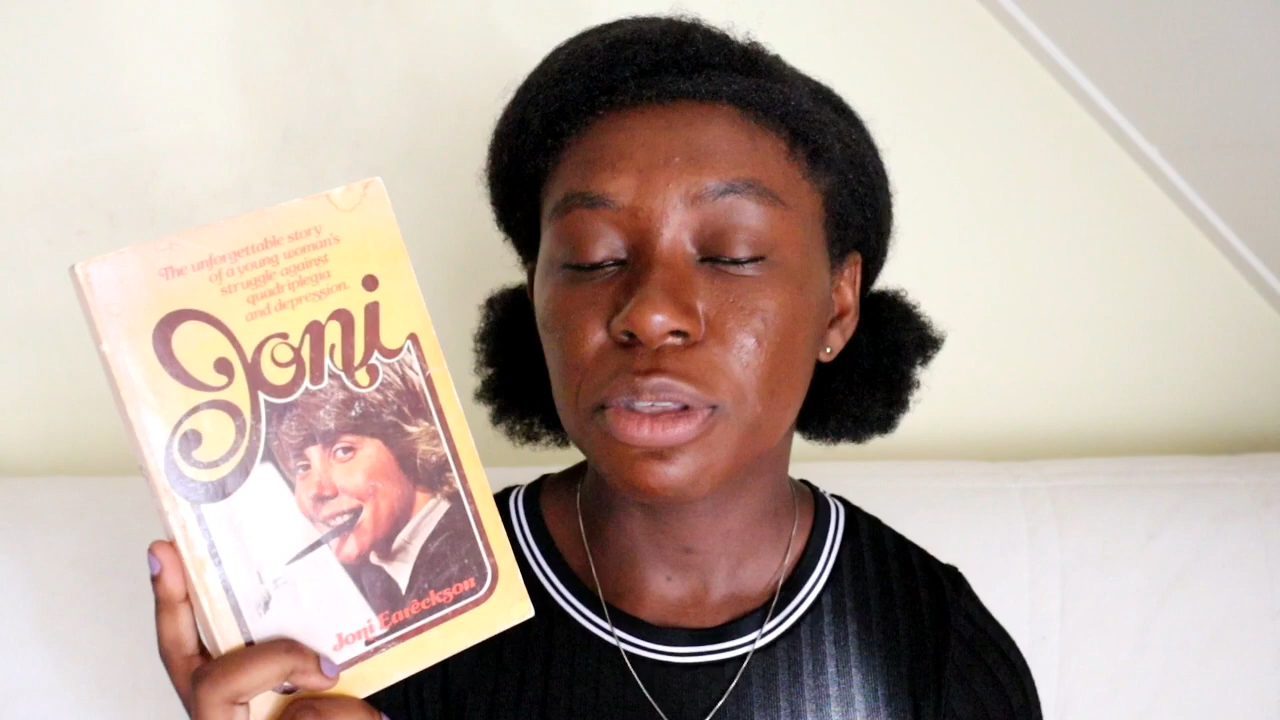 The unforgettable story
of a young woman's
struggle against
quadriplegia
and depression.
Joni
Joni Eareckson